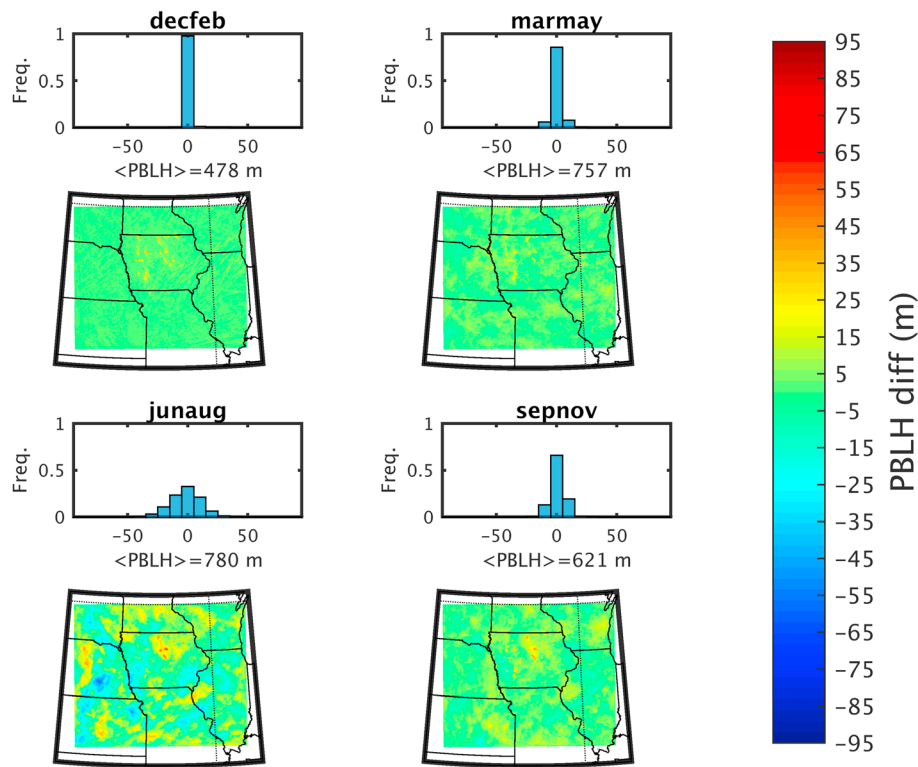 decfeb
1
0.5
0
Freq.
−50 0 50
<PBLH>=478 m
marmay
1
0.5
0
Freq.
−50 0 50
<PBLH>=757 m
junaug
1
0.5
0
Freq.
−50 0 50
<PBLH>=780 m
sepnov
1
0.5
0
Freq.
−50 0 50
<PBLH>=621 m
95
85
75
65
55
45
35
25
15
5
−5
−15
−25
−35
−45
−55
−65
−75
−85
−95
PBLH diff (m)